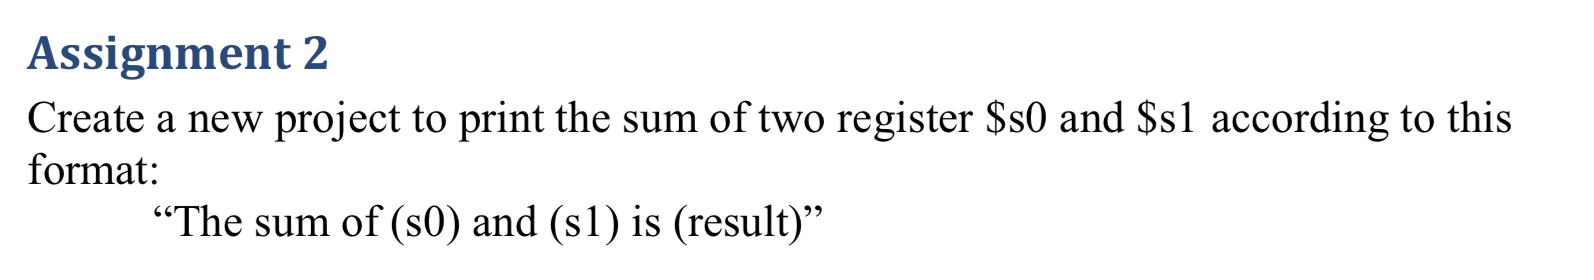 Assignment 2
Create a new project to print the sum of two register $s0 and $s1 according to this
format:
“The sum of (s0) and (s1) is (result)”